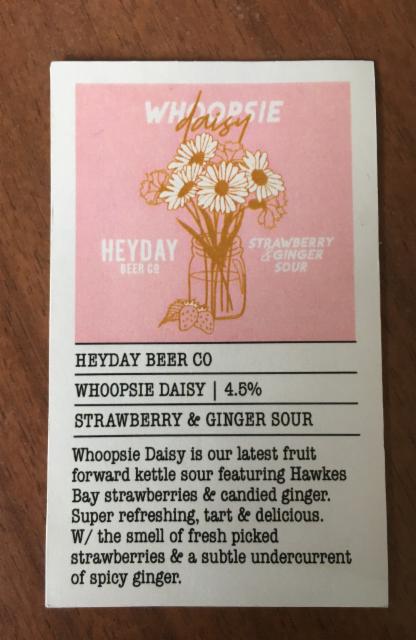 WHOOPSIE
daisy
HEYDAY
BEER CO
STRAWBERRY
& GINGER
SOUR
HEYDAY BEER CO
WHOOPSIE DAISY | 4.5%
STRAWBERRY & GINGER SOUR
Whoopsie Daisy is our latest fruit
forward kettle sour featuring Hawkes
Bay strawberries & candied ginger.
Super refreshing, tart & delicious.
W/ the smell of fresh picked
strawberries & a subtle undercurrent
of spicy ginger.